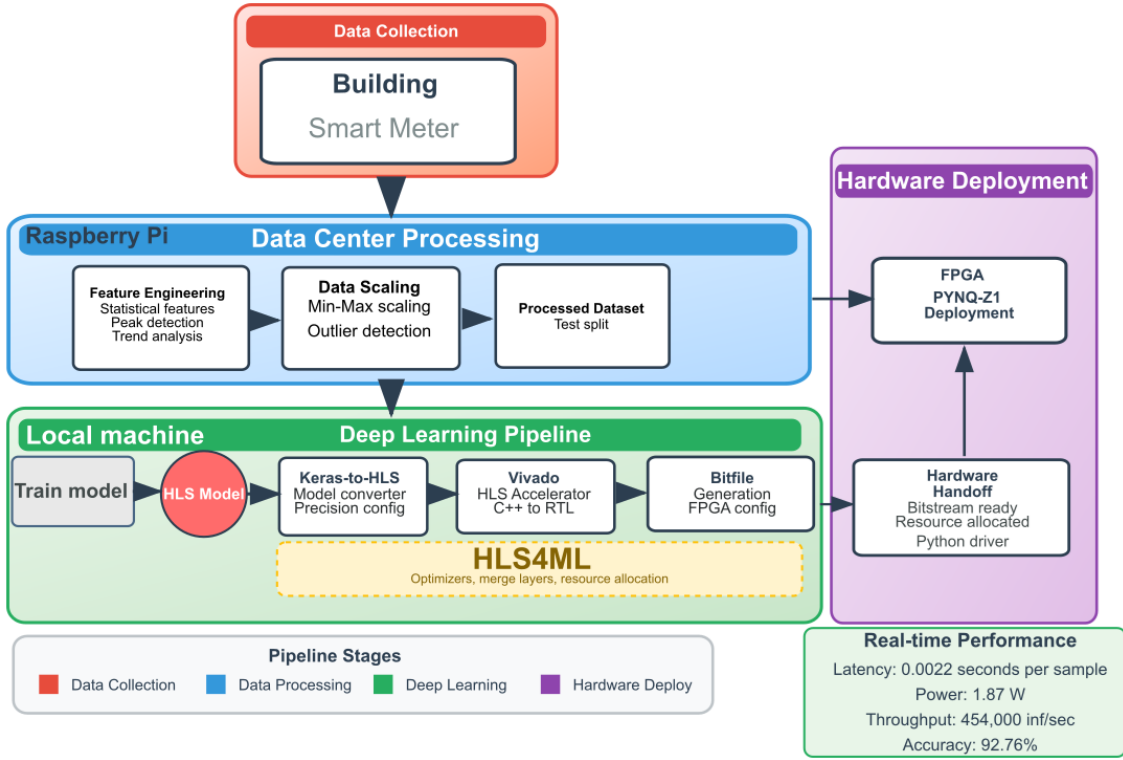 Data Collection
Building
Smart Meter
Raspberry Pi
Data Center Processing
Feature Engineering
Statistical features
Peak detection
Trend analysis
Data Scaling
Min-Max scaling
Outlier detection
Processed Dataset
Test split
Hardware Deployment
FPGA
PYNQ-Z1
Deployment
Local machine
Deep Learning Pipeline
Train model
HLS Model
Keras-to-HLS
Model converter
Precision config
Vivado
HLS Accelerator
C++ to RTL
Bitfile
Generation
FPGA config
HLS4ML
Optimizers, merge layers, resource allocation
Hardware
Handoff
Bitstream ready
Resource allocated
Python driver
Pipeline Stages
Data Collection
Data Processing
Deep Learning
Hardware Deploy
Real-time Performance
Latency: 0.0022 seconds per sample
Power: 1.87 W
Throughput: 454,000 inf/sec
Accuracy: 92.76%